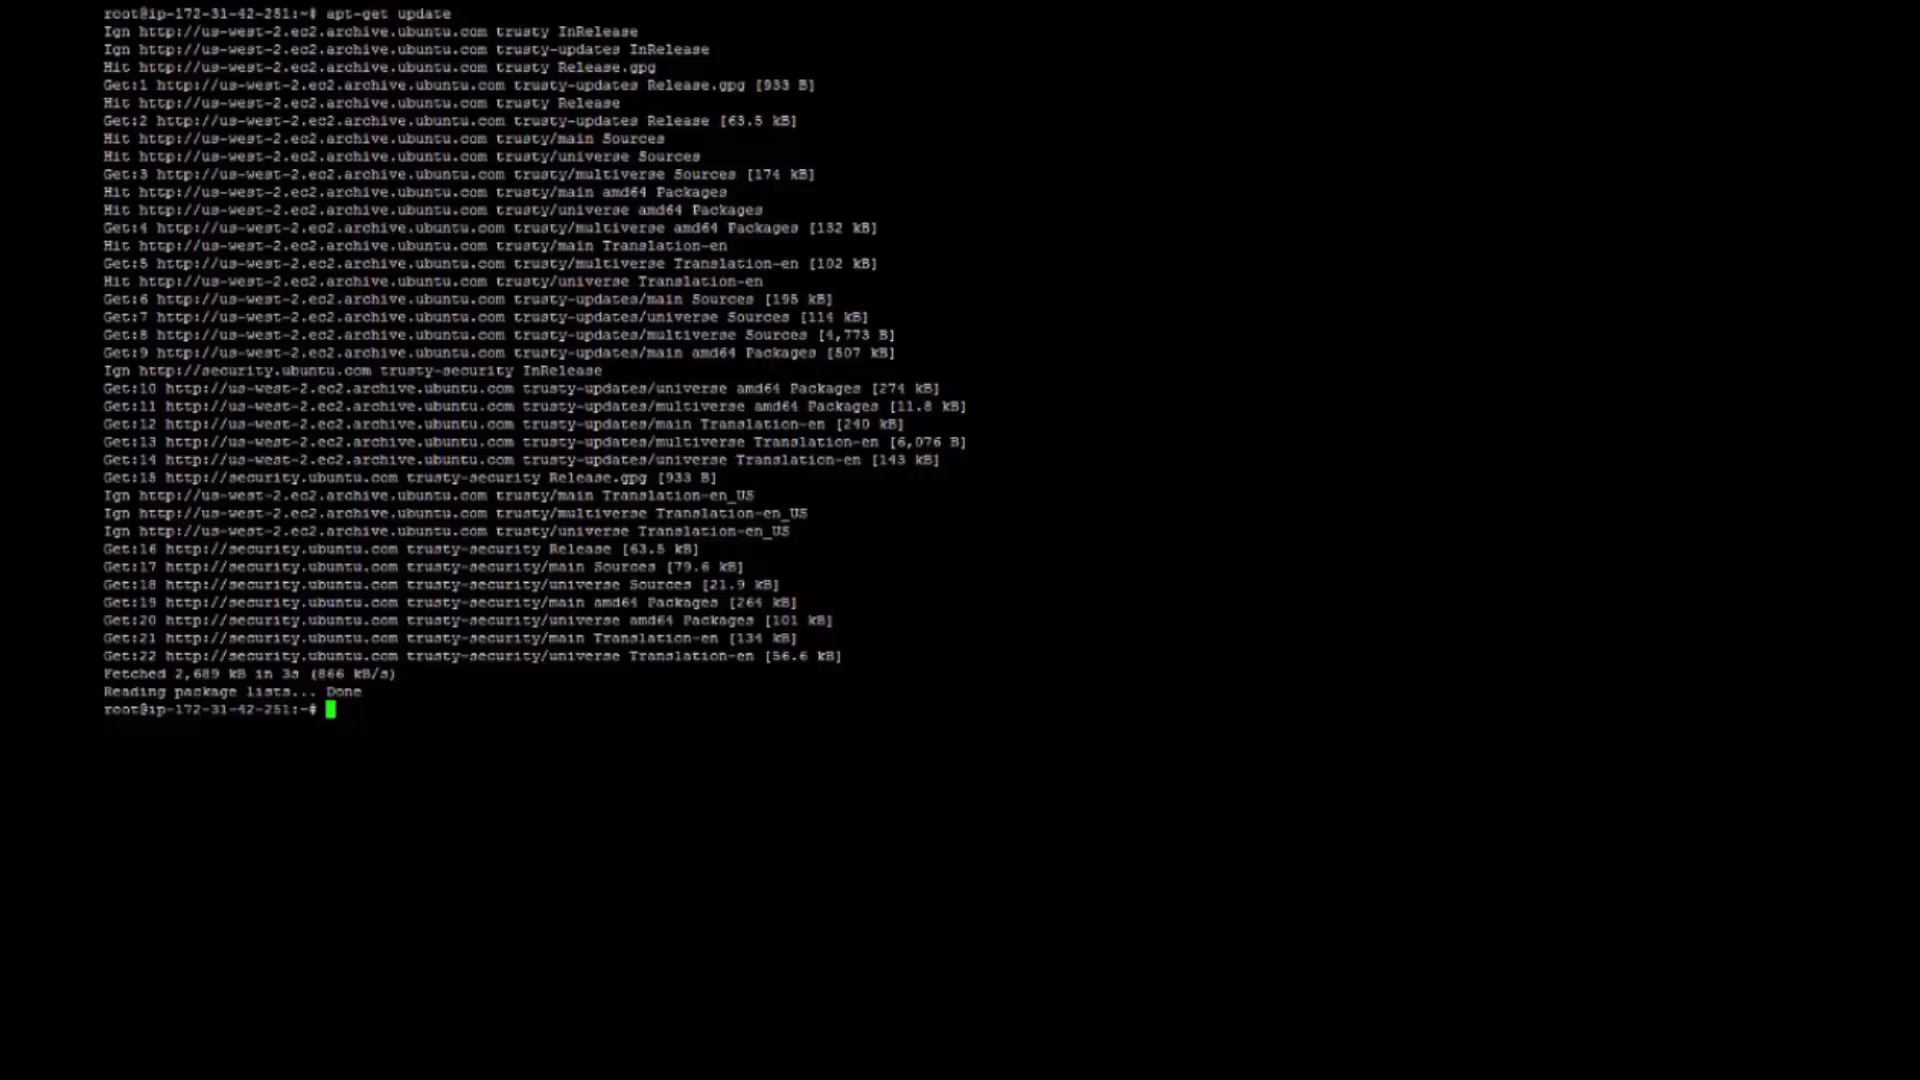 root@ip-172-31-42-251:~# apt-get update
Ign http://us-west-2.ec2.archive.ubuntu.com trusty InRelease
Ign http://us-west-2.ec2.archive.ubuntu.com trusty-updates InRelease
Hit http://us-west-2.ec2.archive.ubuntu.com trusty Release.gpg
Get:1 http://us-west-2.ec2.archive.ubuntu.com trusty-updates Release.gpg [933 B]
Hit http://us-west-2.ec2.archive.ubuntu.com trusty Release
Get:2 http://us-west-2.ec2.archive.ubuntu.com trusty-updates Release [63.5 kB]
Hit http://us-west-2.ec2.archive.ubuntu.com trusty/main Sources
Hit http://us-west-2.ec2.archive.ubuntu.com trusty/universe Sources
Get:3 http://us-west-2.ec2.archive.ubuntu.com trusty/multiverse Sources [174 kB]
Hit http://us-west-2.ec2.archive.ubuntu.com trusty/main amd64 Packages
Hit http://us-west-2.ec2.archive.ubuntu.com trusty/universe amd64 Packages
Get:4 http://us-west-2.ec2.archive.ubuntu.com trusty/multiverse amd64 Packages [132 kB]
Hit http://us-west-2.ec2.archive.ubuntu.com trusty/main Translation-en
Get:5 http://us-west-2.ec2.archive.ubuntu.com trusty/multiverse Translation-en [102 kB]
Hit http://us-west-2.ec2.archive.ubuntu.com trusty/universe Translation-en
Get:6 http://us-west-2.ec2.archive.ubuntu.com trusty-updates/main Sources [195 kB]
Get:7 http://us-west-2.ec2.archive.ubuntu.com trusty-updates/universe Sources [114 kB]
Get:8 http://us-west-2.ec2.archive.ubuntu.com trusty-updates/multiverse Sources [4,773 B]
Get:9 http://us-west-2.ec2.archive.ubuntu.com trusty-updates/main amd64 Packages [507 kB]
Ign http://security.ubuntu.com trusty-security InRelease
Get:10 http://us-west-2.ec2.archive.ubuntu.com trusty-updates/universe amd64 Packages [274 kB]
Get:11 http://us-west-2.ec2.archive.ubuntu.com trusty-updates/multiverse amd64 Packages [11.8 kB]
Get:12 http://us-west-2.ec2.archive.ubuntu.com trusty-updates/main Translation-en [240 kB]
Get:13 http://us-west-2.ec2.archive.ubuntu.com trusty-updates/multiverse Translation-en [6,076 B]
Get:14 http://us-west-2.ec2.archive.ubuntu.com trusty-updates/universe Translation-en [143 kB]
Get:15 http://security.ubuntu.com trusty-security Release.gpg [933 B]
Ign http://us-west-2.ec2.archive.ubuntu.com trusty/main Translation-en_US
Ign http://us-west-2.ec2.archive.ubuntu.com trusty/multiverse Translation-en_US
Ign http://us-west-2.ec2.archive.ubuntu.com trusty/universe Translation-en_US
Get:16 http://security.ubuntu.com trusty-security Release [63.5 kB]
Get:17 http://security.ubuntu.com trusty-security/main Sources [79.6 kB]
Get:18 http://security.ubuntu.com trusty-security/universe Sources [21.9 kB]
Get:19 http://security.ubuntu.com trusty-security/main amd64 Packages [264 kB]
Get:20 http://security.ubuntu.com trusty-security/universe amd64 Packages [101 kB]
Get:21 http://security.ubuntu.com trusty-security/main Translation-en [134 kB]
Get:22 http://security.ubuntu.com trusty-security/universe Translation-en [56.6 kB]
Fetched 2,689 kB in 3s (866 kB/s)
Reading package lists... Done
root@ip-172-31-42-251:~#